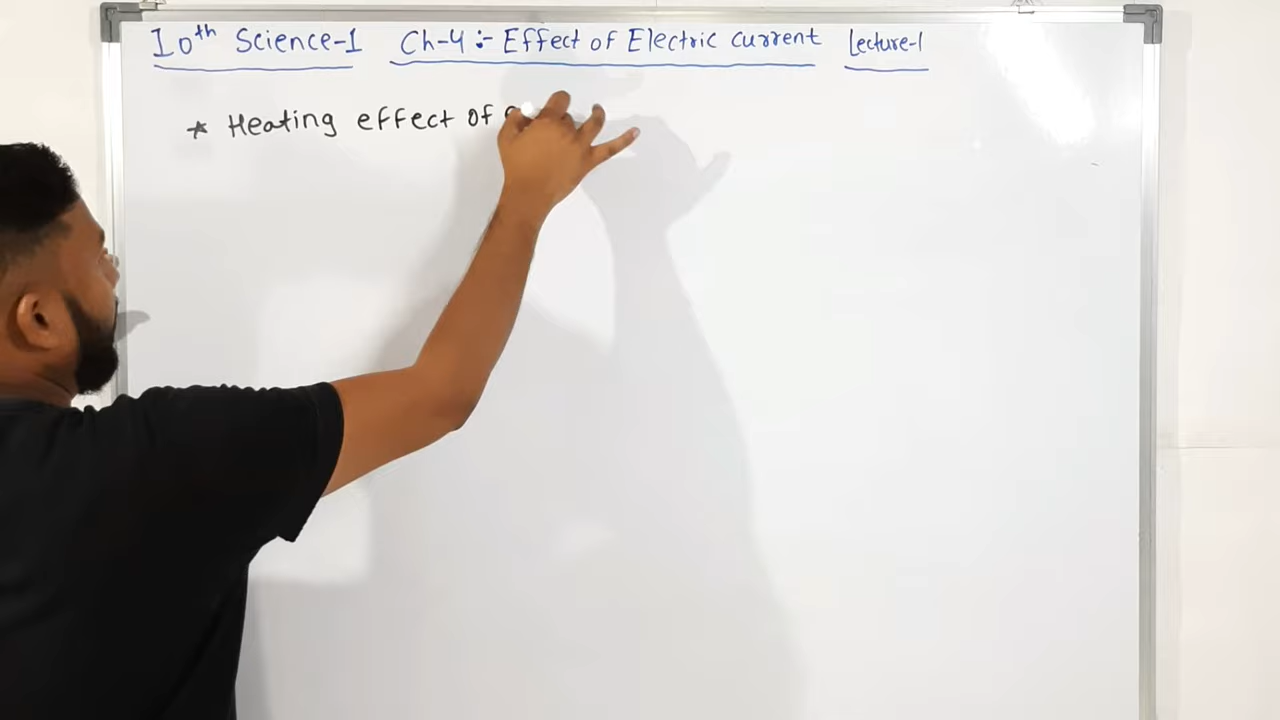 10th Science-1 Ch-4 :- Effect of Electric current Lecture-1
* Heating effect of